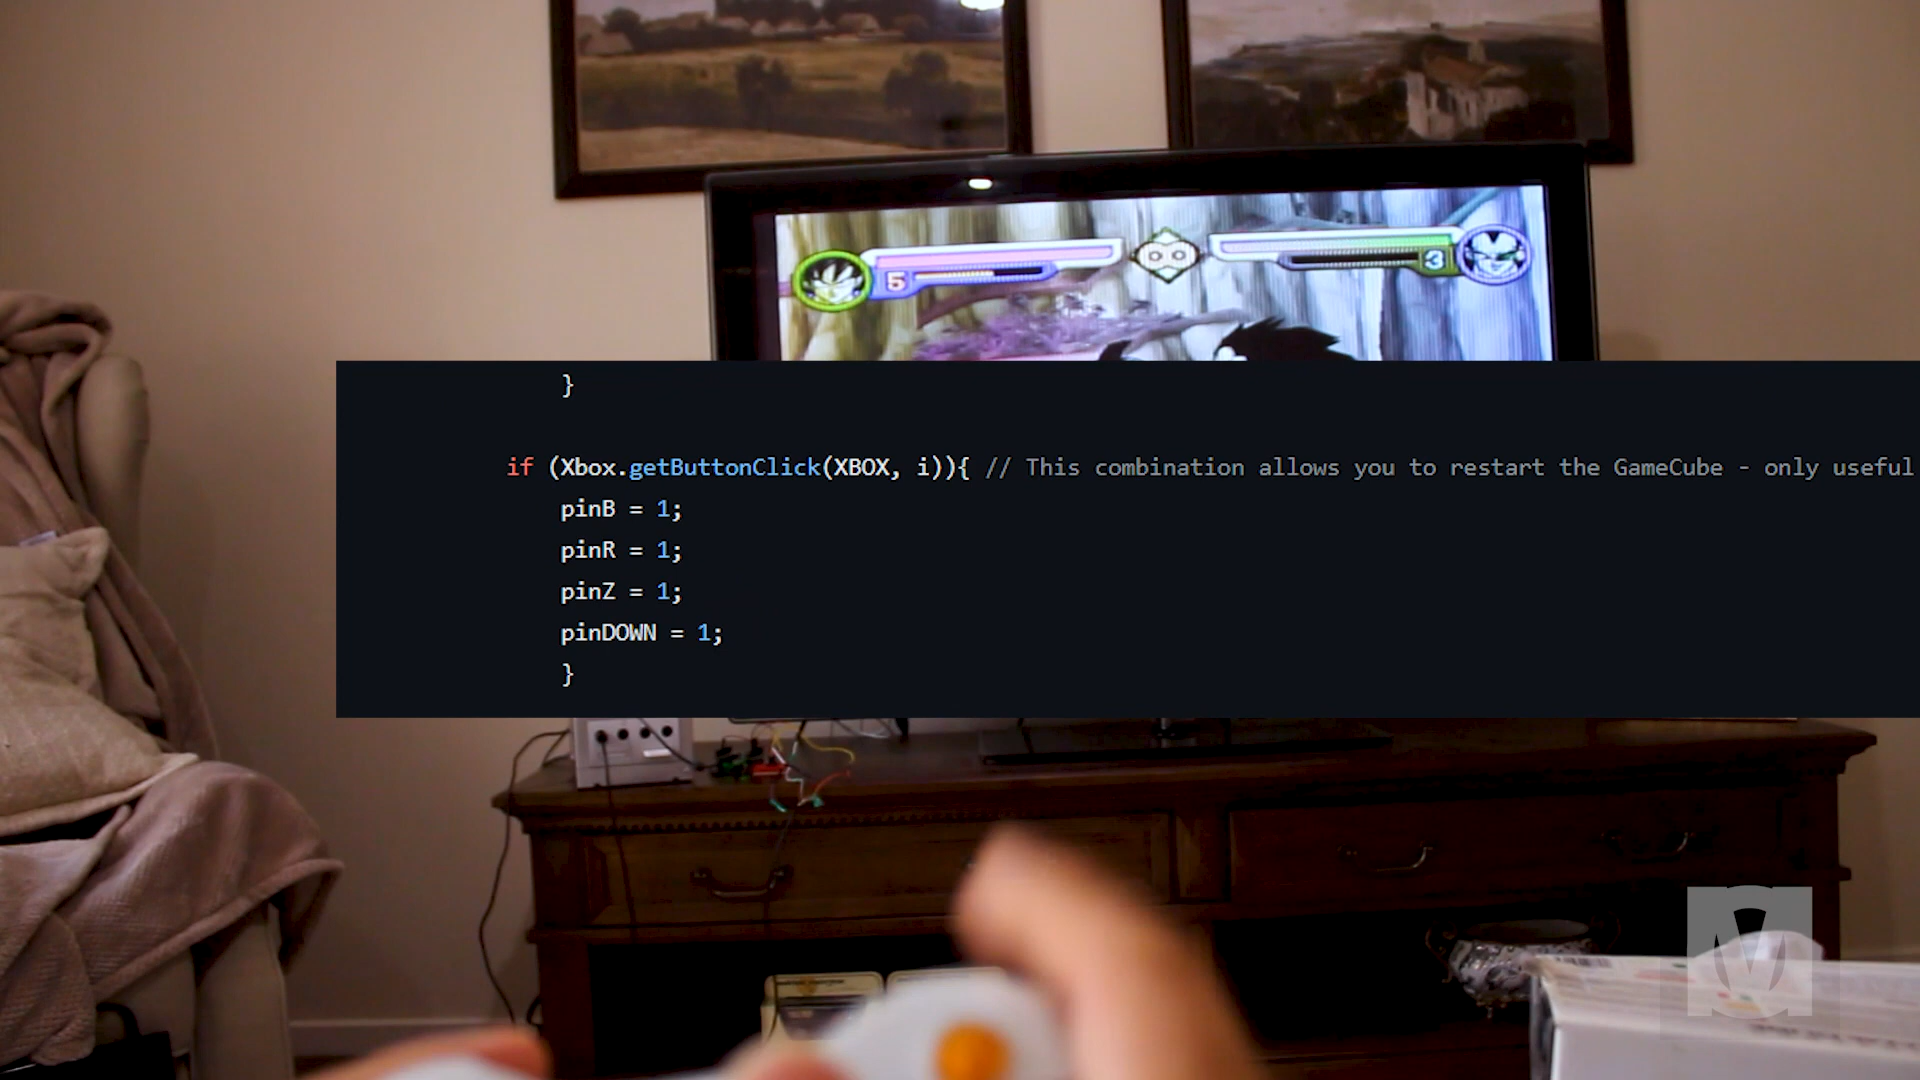 5
3
}
if (Xbox.getButtonClick(XBOX, i)){ // This combination allows you to restart the GameCube - only useful
pinB = 1;
pinR = 1;
pinZ = 1;
pinDOWN = 1;
}